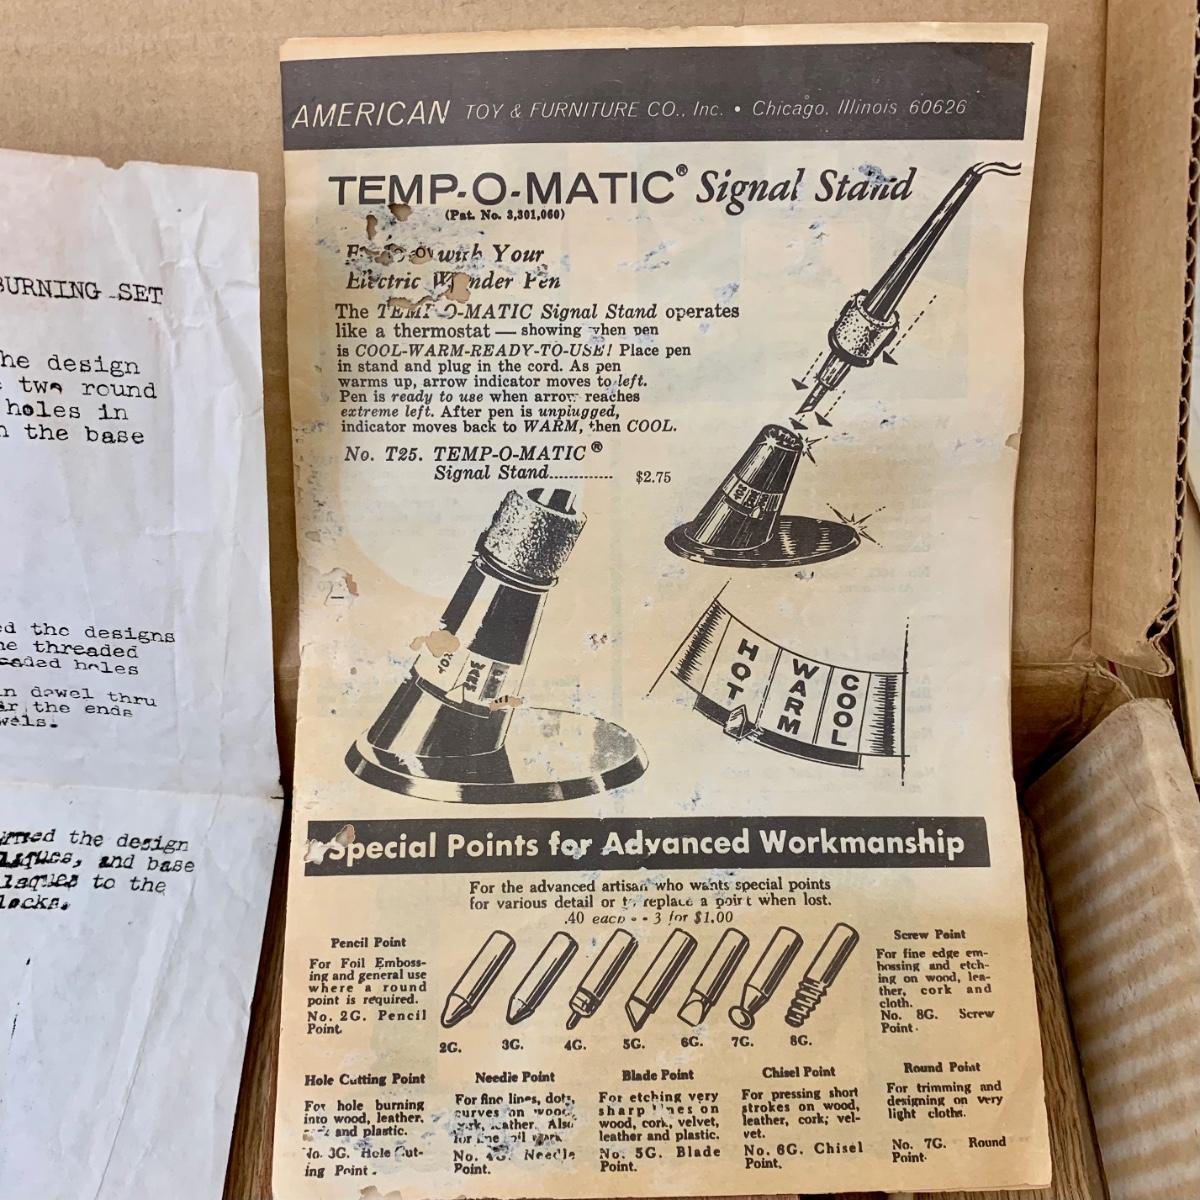 BURNING SET
he design
two round
holes in
n the base
ed the designs
he threaded
eaded holes
n dowel thru
ar the ends
wels.
the design
laques, and base
laques to the
locks.
AMERICAN TOY & FURNITURE CO., Inc. • Chicago, Illinois 60626
TEMP-O-MATIC® Signal Stand
(Pat. No. 3,301,060)
with Your
Electric Wonder Pen
The TEMP-O-MATIC Signal Stand operates
like a thermostat — showing when pen
is COOL-WARM-READY-TO-USE! Place pen
in stand and plug in the cord. As pen
warms up, arrow indicator moves to left.
Pen is ready to use when arrow reaches
extreme left. After pen is unplugged,
indicator moves back to WARM, then COOL.
No. T25. TEMP-O-MATIC®
Signal Stand............. $2.75
HOT WARM COOL
Special Points for Advanced Workmanship
For the advanced artisan who wants special points
for various detail or to replace a point when lost.
.40 each - - 3 for $1.00
Pencil Point
For Foil Emboss-
ing and general use
where a round
point is required.
No. 2G. Pencil
Point.
2G. 3G. 4G. 5G. 6G. 7G. 8G.
Screw Point
For fine edge em-
bossing and etch-
ing on wood, lea-
ther, cork and
cloth.
No. 8G. Screw
Point.
Hole Cutting Point
For hole burning
into wood, leather,
and plastic.
No. 3G. Hole Cut-
ting Point.
Needle Point
For fine lines, dots,
curves on wood,
cork, leather. Also
for fine foil work.
No. 4G. Needle
Point.
Blade Point
For etching very
sharp lines on
wood, cork, velvet,
leather and plastic.
No. 5G. Blade
Point.
Chisel Point
For pressing short
strokes on wood,
leather, cork; vel-
vet.
No. 6G. Chisel
Point.
Round Point
For trimming and
designing on very
light cloths.
No. 7G. Round
Point.